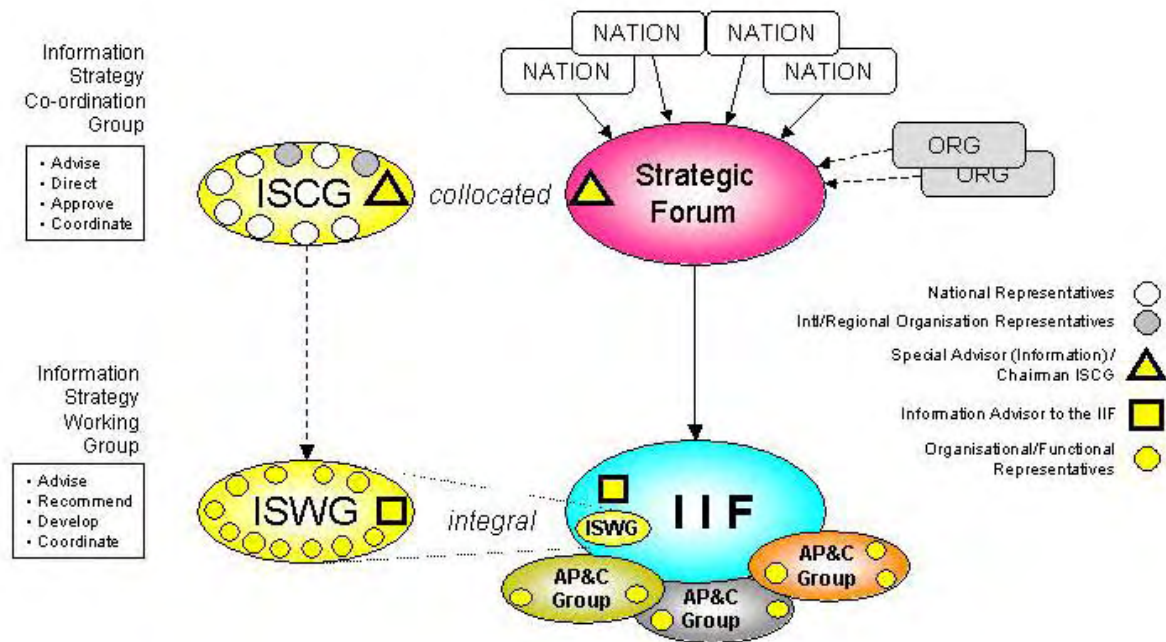 Information
Strategy
Co-ordination
Group
• Advise
• Direct
• Approve
• Coordinate
NATION
NATION
NATION
NATION
ORG
ORG
ISCG
collocated
Strategic
Forum
National Representatives
Intl/Regional Organisation Representatives
Special Advisor (Information)/
Chairman ISCG
Information Advisor to the IIF
Organisational/Functional
Representatives
Information
Strategy
Working
Group
• Advise
• Recommend
• Develop
• Coordinate
ISWG
integral
ISWG
I I F
AP&C
Group
AP&C
Group
AP&C
Group